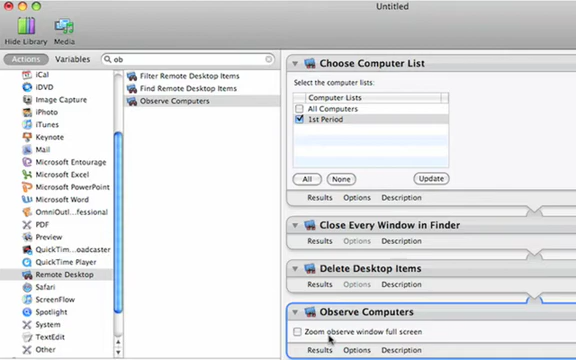 Untitled
Hide Library
Media
Actions
Variables
ob
iCal
iDVD
Image Capture
iPhoto
iTunes
Keynote
Mail
Microsoft Entourage
Microsoft Excel
Microsoft PowerPoint
Microsoft Word
OmniOutl...fessional
PDF
Preview
QuickTim...oadcaster
QuickTime Player
Remote Desktop
Safari
ScreenFlow
Spotlight
System
TextEdit
Other
Filter Remote Desktop Items
Find Remote Desktop Items
Observe Computers
Choose Computer List
Select the computer lists:
Computer Lists
All Computers
1st Period
All
None
Update
Results Options Description
Close Every Window in Finder
Results Options Description
Delete Desktop Items
Results Options Description
Observe Computers
Zoom observe window full screen
Results Options Description